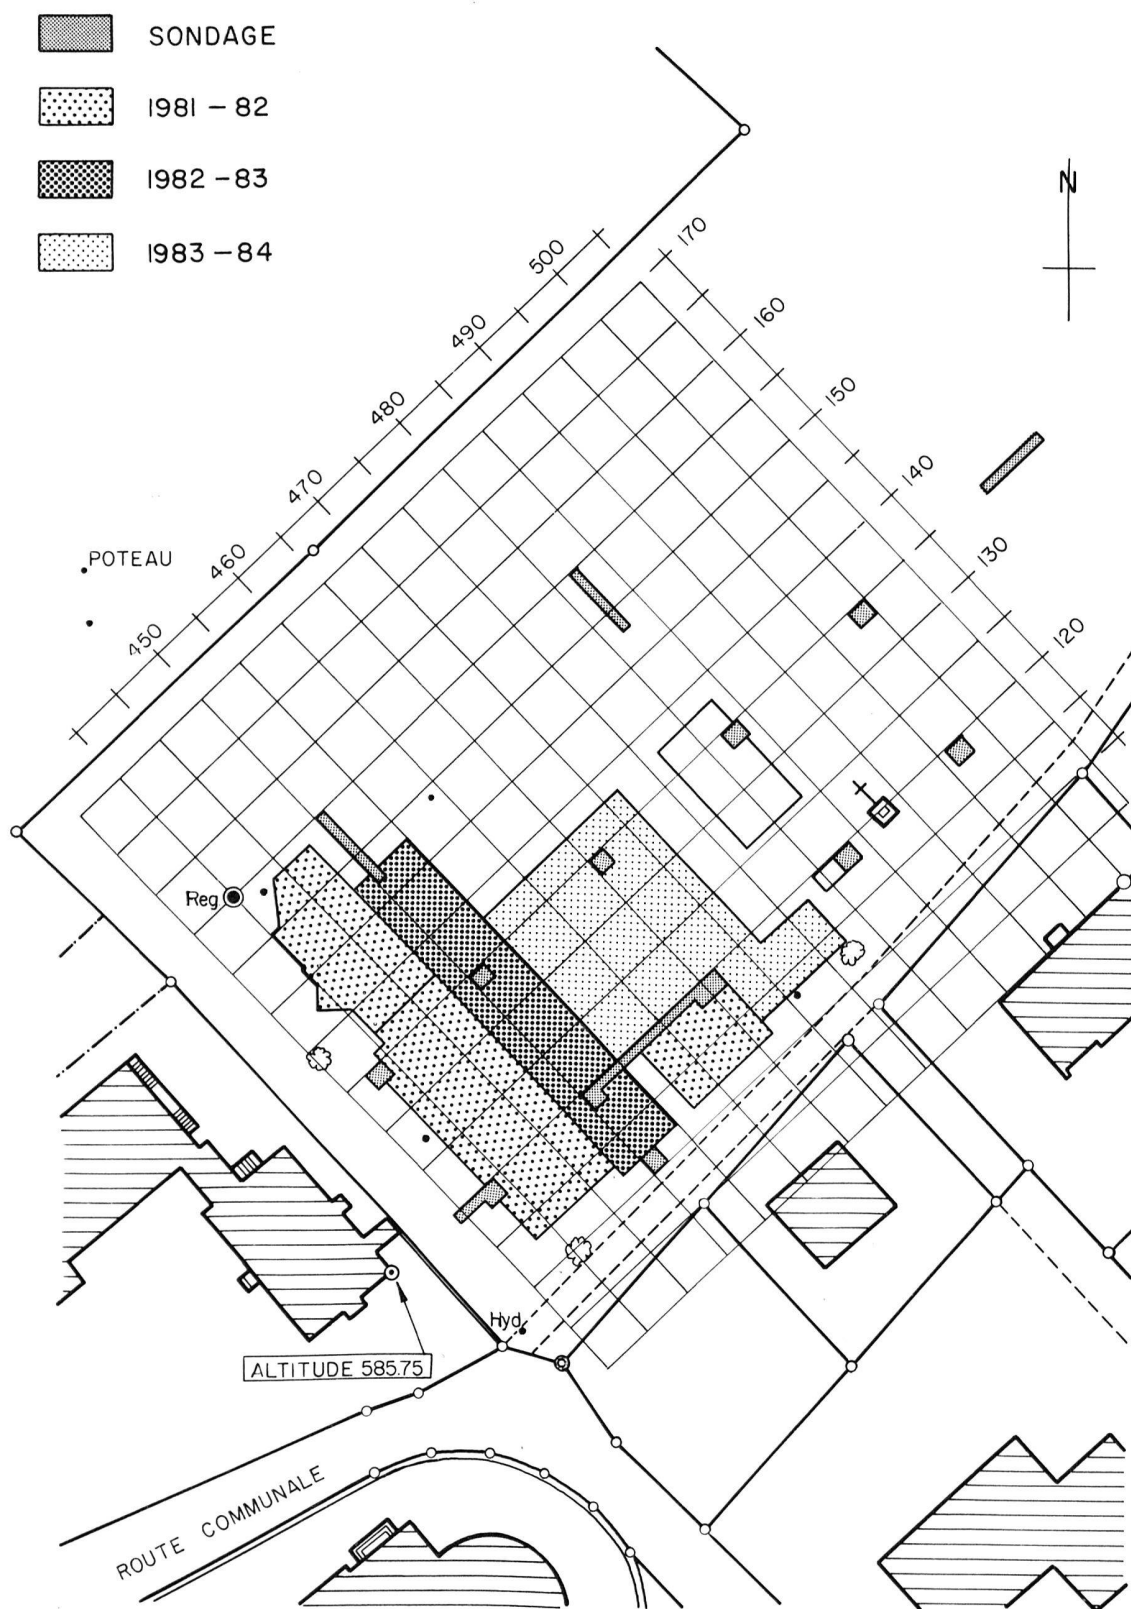 SONDAGE
1981 – 82
1982 – 83
1983 – 84
N
170
160
150
140
130
120
500
490
480
470
460
450
POTEAU
Reg
Hyd
ALTITUDE 585.75
ROUTE COMMUNALE